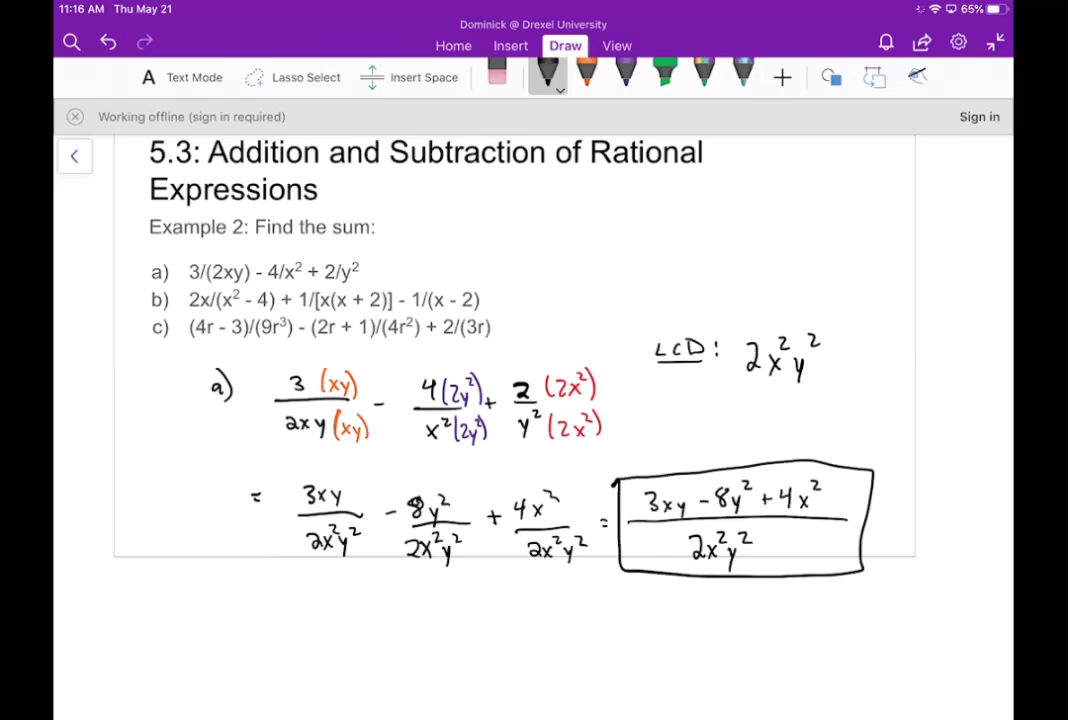 11:16 AM Thu May 21
65%
Dominick @ Drexel University
Home Insert Draw View
A Text Mode Lasso Select Insert Space
Working offline (sign in required) Sign in
5.3: Addition and Subtraction of Rational
Expressions
Example 2: Find the sum:
a) 3/(2xy) - 4/x² + 2/y²
b) 2x/(x² - 4) + 1/[x(x + 2)] - 1/(x - 2)
c) (4r - 3)/(9r³) - (2r + 1)/(4r²) + 2/(3r)
LCD: 2x²y²
a) 3 (xy) / 2xy (xy) - 4 (2y²) / x² (2y²) + 2 (2x²) / y² (2x²)
= 3xy / 2x²y² - 8y² / 2x²y² + 4x² / 2x²y² = 3xy - 8y² + 4x² / 2x²y²